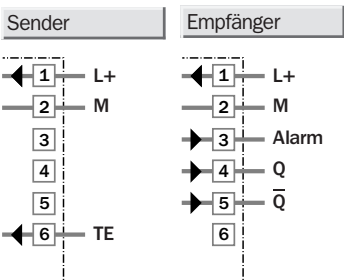 Sender
1 L+
2 M
3
4
5
6 TE
Empfänger
1 L+
2 M
3 Alarm
4 Q
5 Q̅
6